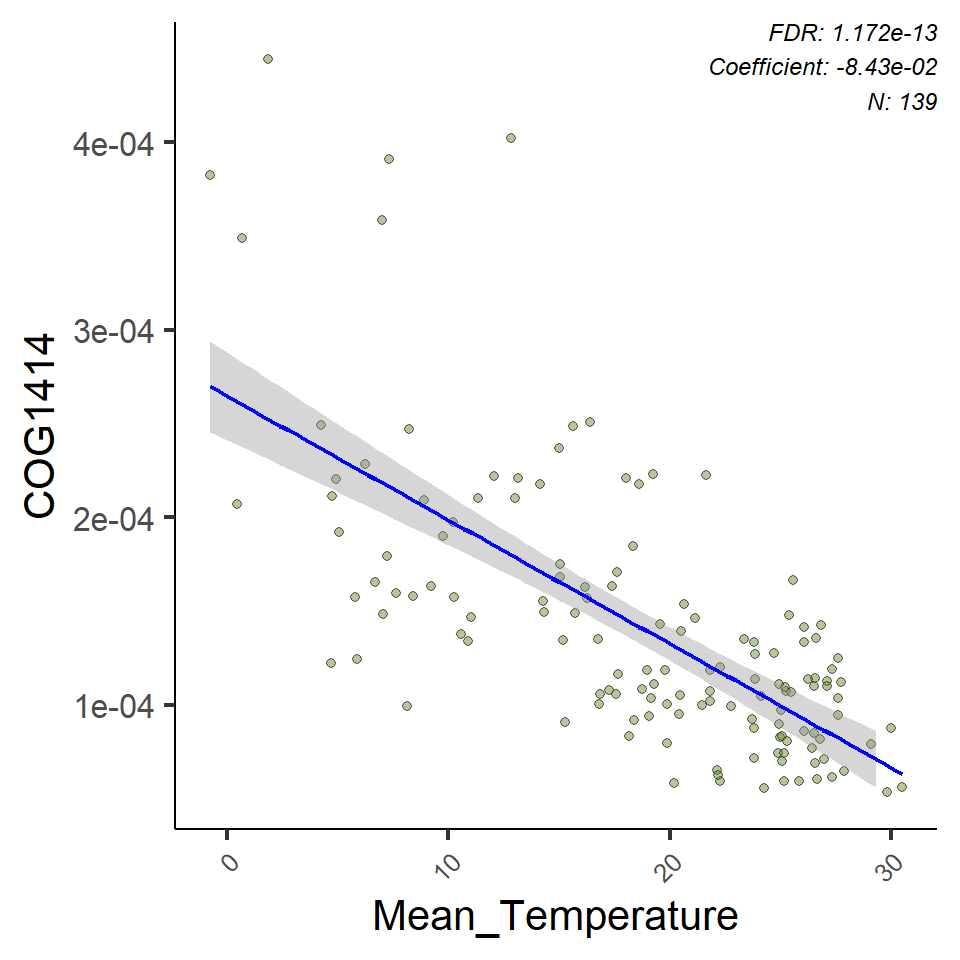 FDR: 1.172e-13
Coefficient: -8.43e-02
N: 139
4e-04
3e-04
2e-04
1e-04
COG1414
0
10
20
30
Mean_Temperature